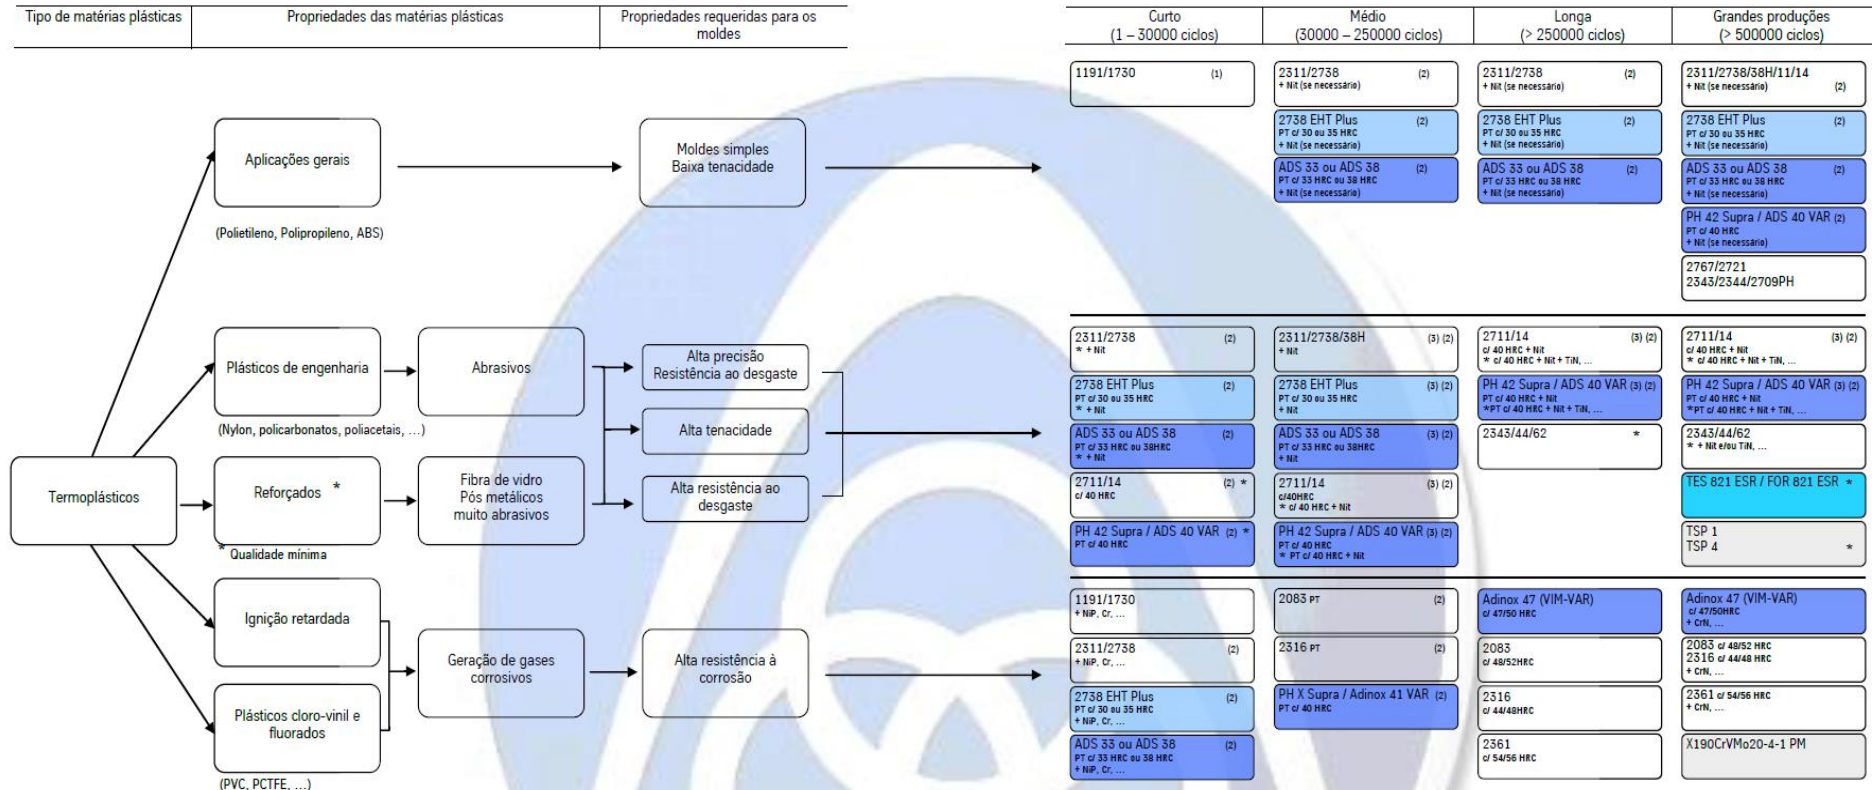 Tipo de matérias plásticas
Propriedades das matérias plásticas
Propriedades requeridas para os
moldes
Curto
(1 – 30000 ciclos)
Médio
(30000 – 250000 ciclos)
Longa
(> 250000 ciclos)
Grandes produções
(> 500000 ciclos)
Termoplásticos
Aplicações gerais
(Polietileno, Polipropileno, ABS)
Moldes simples
Baixa tenacidade
1191/1730 (1)
2311/2738 (2)
+ Nit (se necessário)
2738 EHT Plus (2)
PT c/ 30 ou 35 HRC
+ Nit (se necessário)
ADS 33 ou ADS 38 (2)
PT c/ 33 HRC ou 38 HRC
+ Nit (se necessário)
2311/2738 (2)
+ Nit (se necessário)
2738 EHT Plus (2)
PT c/ 30 ou 35 HRC
+ Nit (se necessário)
ADS 33 ou ADS 38 (2)
PT c/ 33 HRC ou 38 HRC
+ Nit (se necessário)
2311/2738/38H/11/14
+ Nit (se necessário) (2)
2738 EHT Plus (2)
PT c/ 30 ou 35 HRC
+ Nit (se necessário)
ADS 33 ou ADS 38 (2)
PT c/ 33 HRC ou 38 HRC
+ Nit (se necessário)
PH 42 Supra / ADS 40 VAR (2)
PT c/ 40 HRC
+ Nit (se necessário)
2767/2721
2343/2344/2709PH
Plásticos de engenharia
(Nylon, policarbonatos, poliacetais, ...)
Abrasivos
Reforçados *
* Qualidade mínima
Fibra de vidro
Pós metálicos
muito abrasivos
Alta precisão
Resistência ao desgaste
Alta tenacidade
Alta resistência ao
desgaste
2311/2738 (2)
* + Nit
2738 EHT Plus (2)
PT c/ 30 ou 35 HRC
* + Nit
ADS 33 ou ADS 38 (2)
PT c/ 33 HRC ou 38HRC
* + Nit
2711/14 (2) *
c/ 40 HRC
PH 42 Supra / ADS 40 VAR (2) *
PT c/ 40 HRC
2311/2738/38H (3) (2)
+ Nit
2738 EHT Plus (3) (2)
PT c/ 30 ou 35 HRC
+ Nit
ADS 33 ou ADS 38 (3) (2)
PT c/ 33 HRC ou 38HRC
+ Nit
2711/14 (3) (2)
c/40HRC
* c/ 40 HRC + Nit
PH 42 Supra / ADS 40 VAR (3) (2)
PT c/ 40 HRC
* PT c/ 40 HRC + Nit
2711/14 (3) (2)
c/ 40 HRC + Nit
* c/ 40 HRC + Nit + TiN, ...
PH 42 Supra / ADS 40 VAR (3) (2)
PT c/ 40 HRC + Nit
*PT c/ 40 HRC + Nit + TiN, ...
2343/44/62 *
2711/14 (3) (2)
c/ 40 HRC + Nit
* c/ 40 HRC + Nit + TiN, ...
PH 42 Supra / ADS 40 VAR (3) (2)
PT c/ 40 HRC + Nit
*PT c/ 40 HRC + Nit + TiN, ...
2343/44/62
* + Nit e/ou TiN, ...
TES 821 ESR / FOR 821 ESR *
TSP 1
TSP 4 *
Ignição retardada
Plásticos cloro-vinil e
fluorados
(PVC, PCTFE, ...)
Geração de gases
corrosivos
Alta resistência à
corrosão
1191/1730
+ NiP, Cr, ...
2311/2738 (2)
+ NiP, Cr, ...
2738 EHT Plus (2)
PT c/ 30 ou 35 HRC
+ NiP, Cr, ...
ADS 33 ou ADS 38 (2)
PT c/ 33 HRC ou 38 HRC
+ NiP, Cr, ...
2083 PT (2)
2316 PT (2)
PH X Supra / Adinox 41 VAR (2)
PT c/ 40 HRC
Adinox 47 (VIM-VAR)
c/ 47/50 HRC
2083
c/ 48/52HRC
2316
c/ 44/48HRC
2361
c/ 54/56 HRC
Adinox 47 (VIM-VAR)
c/ 47/50HRC
+ CrN, ...
2083 c/ 48/52 HRC
2316 c/ 44/48 HRC
+ CrN, ...
2361 c/ 54/56 HRC
+ CrN, ...
X190CrVMo20-4-1 PM